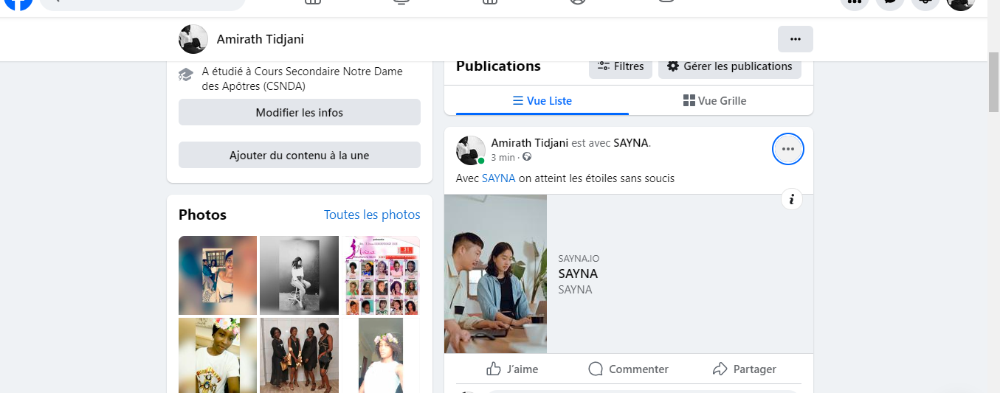 Amirath Tidjani
A étudié à Cours Secondaire Notre Dame
des Apôtres (CSNDA)
Modifier les infos
Ajouter du contenu à la une
Photos
Toutes les photos
Publications
Filtres
Gérer les publications
Vue Liste
Vue Grille
Amirath Tidjani est avec SAYNA.
3 min ·
Avec SAYNA on atteint les étoiles sans soucis
SAYNA.IO
SAYNA
SAYNA
J’aime
Commenter
Partager